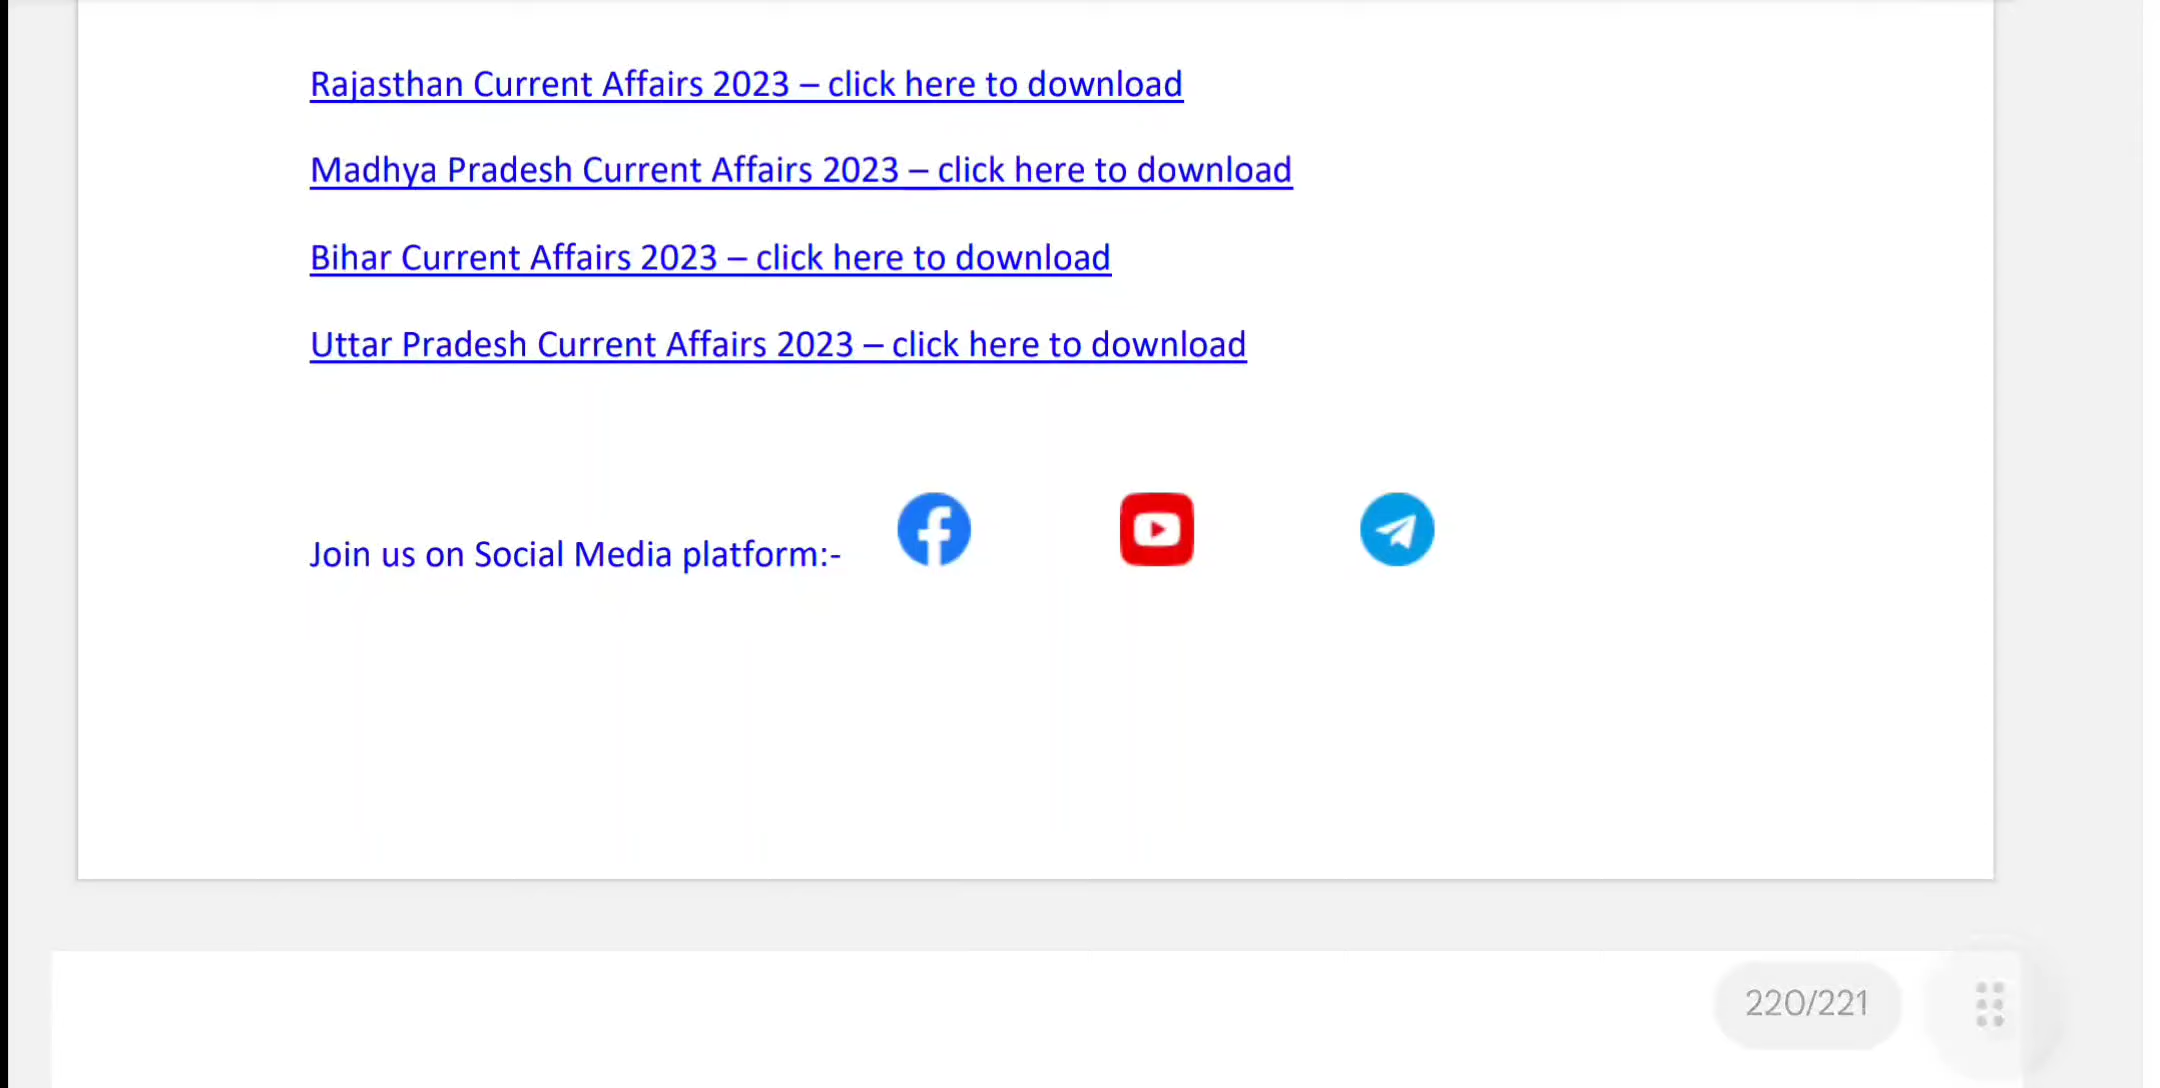 Rajasthan Current Affairs 2023 – click here to download
Madhya Pradesh Current Affairs 2023 – click here to download
Bihar Current Affairs 2023 – click here to download
Uttar Pradesh Current Affairs 2023 – click here to download
Join us on Social Media platform:-
220/221